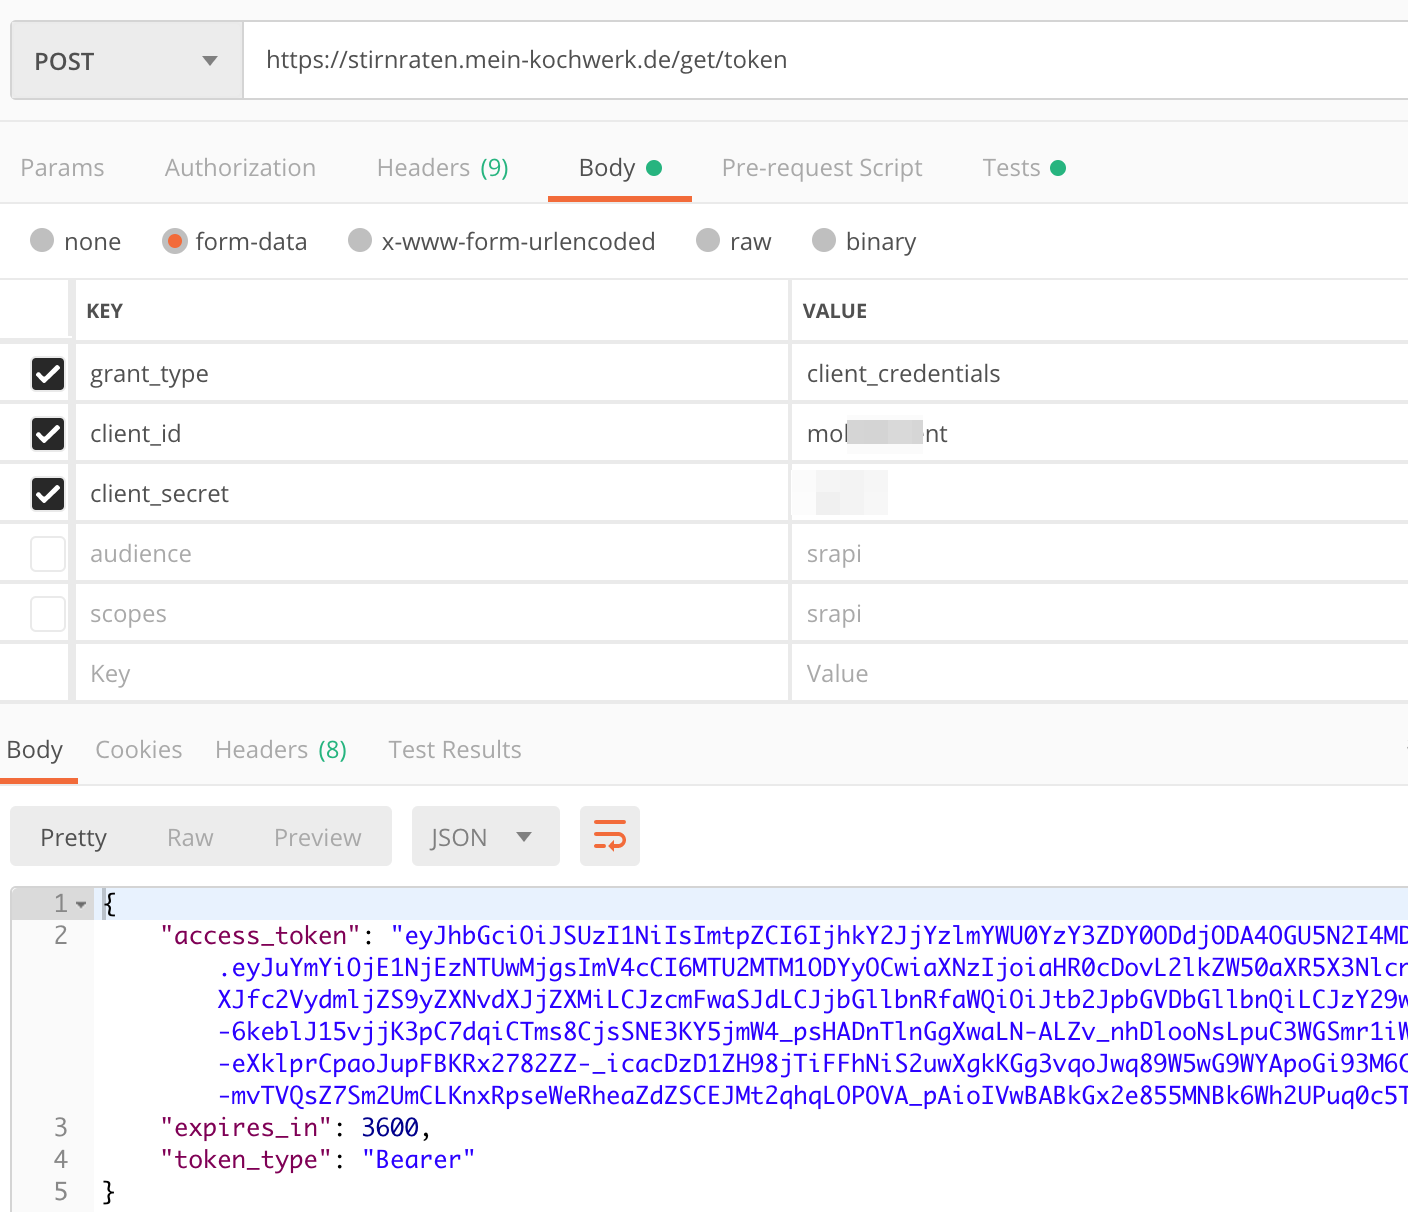 POST https://stirnraten.mein-kochwerk.de/get/token
Params Authorization Headers (9) Body Pre-request Script Tests
none form-data x-www-form-urlencoded raw binary
KEY VALUE
grant_type client_credentials
client_id mol nt
client_secret
audience srapi
scopes srapi
Key Value
Body Cookies Headers (8) Test Results
Pretty Raw Preview JSON
1 {
2 "access_token": "eyJhbGciOiJSUzI1NiIsImtpZCI6IjhkY2JjYzlmYWU0YzY3ZDY0ODdjODA4OGU5N2I4MD
.eyJuYmYiOjE1NjEzNTUwMjgsImV4cCI6MTU2MTM1ODYyOCwiaXNzIjoiaHR0cDovL2lkZW50aXR5X3Nlcn
XJfc2VydmljZS9yZXNvdXJjZXMiLCJzcmFwaSJdLCJjbGllbnRfaWQiOiJtb2JpbGVDbGllbnQiLCJzY29w
-6keblJ15vjjK3pC7dqiCTms8CjsSNE3KY5jmW4_psHADnTlnGgXwaLN-ALZv_nhDlooNsLpuC3WGSmr1iW
-eXklprCpaoJupFBKRx2782ZZ-_icacDzD1ZH98jTiFFhNiS2uwXgkKGg3vqoJwq89W5wG9WYApoGi93M6C
-mvTVQsZ7Sm2UmCLKnxRpseWeRheaZdZSCEJMt2qhqLOPOVA_pAioIVwBABkGx2e855MNBk6Wh2UPuq0c5T
3 "expires_in": 3600,
4 "token_type": "Bearer"
5 }